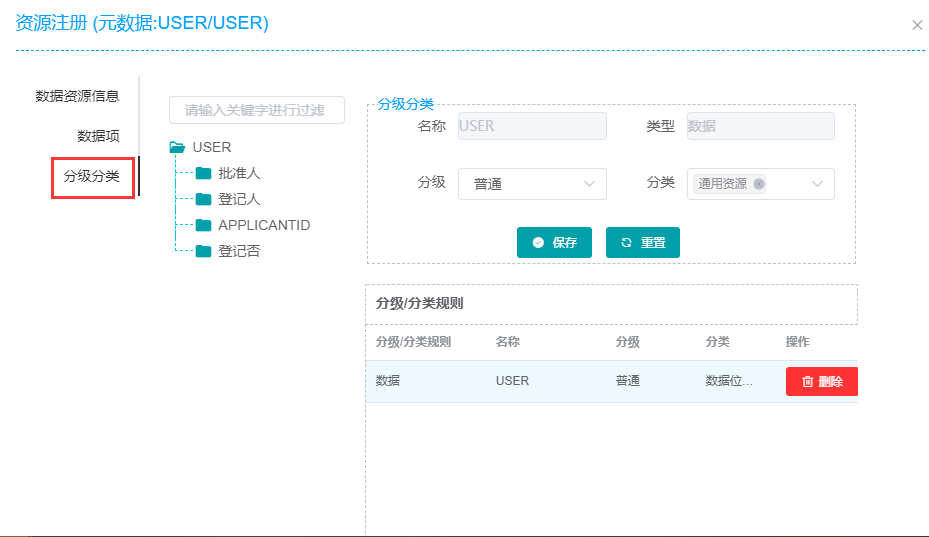 资源注册 (元数据:USER/USER)
数据资源信息
数据项
分级分类
请输入关键字进行过滤
USER
批准人
登记人
APPLICANTID
登记否
分级分类
名称 USER 类型 数据
分级 普通 分类 通用资源
保存 重置
分级/分类规则
分级/分类规则 名称 分级 分类 操作
数据 USER 普通 数据位... 删除